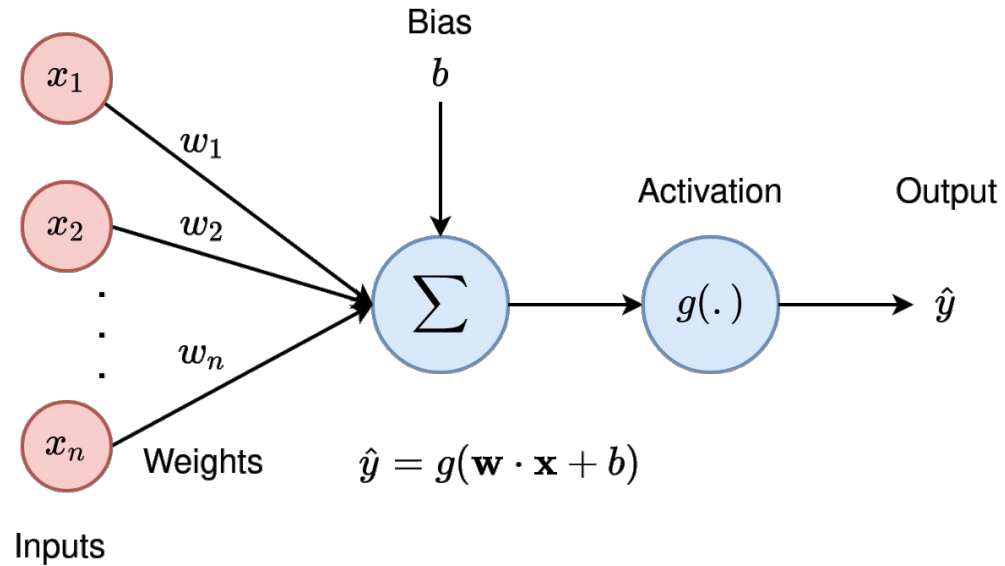 Bias
b
x₁
w₁
Activation
Output
x₂
w₂
∑
g(.)
ŷ
.
.
.
wₙ
xₙ
Weights
ŷ = g(𝐰 · 𝐱 + b)
Inputs